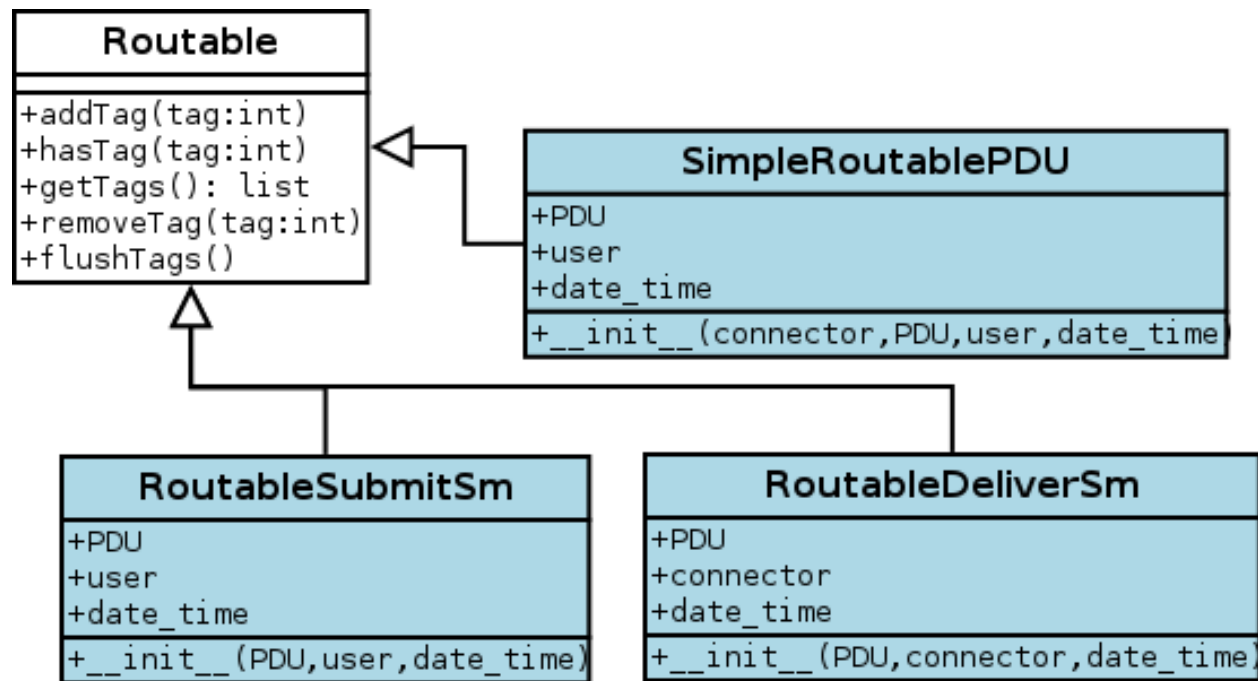 Routable
+addTag(tag:int)
+hasTag(tag:int)
+getTags(): list
+removeTag(tag:int)
+flushTags()
SimpleRoutablePDU
+PDU
+user
+date_time
+__init__(connector,PDU,user,date_time)
RoutableSubmitSm
+PDU
+user
+date_time
+__init__(PDU,user,date_time)
RoutableDeliverSm
+PDU
+connector
+date_time
+__init__(PDU,connector,date_time)